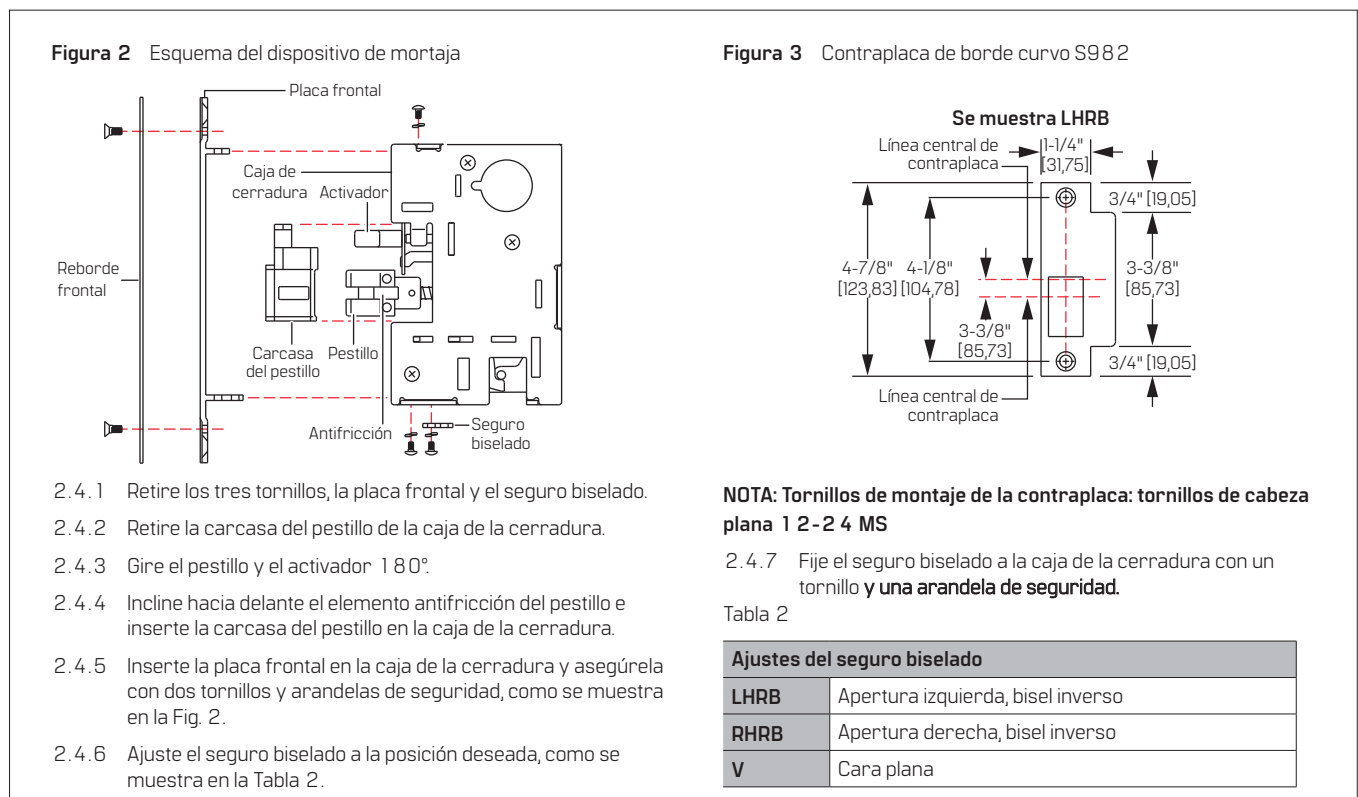 Figura 2 Esquema del dispositivo de mortaja
Placa frontal
Caja de
cerradura
Activador
Reborde
frontal
Carcasa
del pestillo
Pestillo
Antifricción
Seguro
biselado
2.4.1 Retire los tres tornillos, la placa frontal y el seguro biselado.
2.4.2 Retire la carcasa del pestillo de la caja de la cerradura.
2.4.3 Gire el pestillo y el activador 180°.
2.4.4 Incline hacia delante el elemento antifricción del pestillo e
inserte la carcasa del pestillo en la caja de la cerradura.
2.4.5 Inserte la placa frontal en la caja de la cerradura y asegúrela
con dos tornillos y arandelas de seguridad, como se muestra
en la Fig. 2.
2.4.6 Ajuste el seguro biselado a la posición deseada, como se
muestra en la Tabla 2.
Figura 3 Contraplaca de borde curvo S982
Se muestra LHRB
Línea central de
contraplaca
1-1/4"
[31,75]
3/4" [19,05]
4-7/8"
[123,83]
4-1/8"
[104,78]
3-3/8"
[85,73]
3-3/8"
[85,73]
3/4" [19,05]
Línea central de
contraplaca
NOTA: Tornillos de montaje de la contraplaca: tornillos de cabeza
plana 12-24 MS
2.4.7 Fije el seguro biselado a la caja de la cerradura con un
tornillo y una arandela de seguridad.
Tabla 2
Ajustes del seguro biselado
LHRB Apertura izquierda, bisel inverso
RHRB Apertura derecha, bisel inverso
V Cara plana